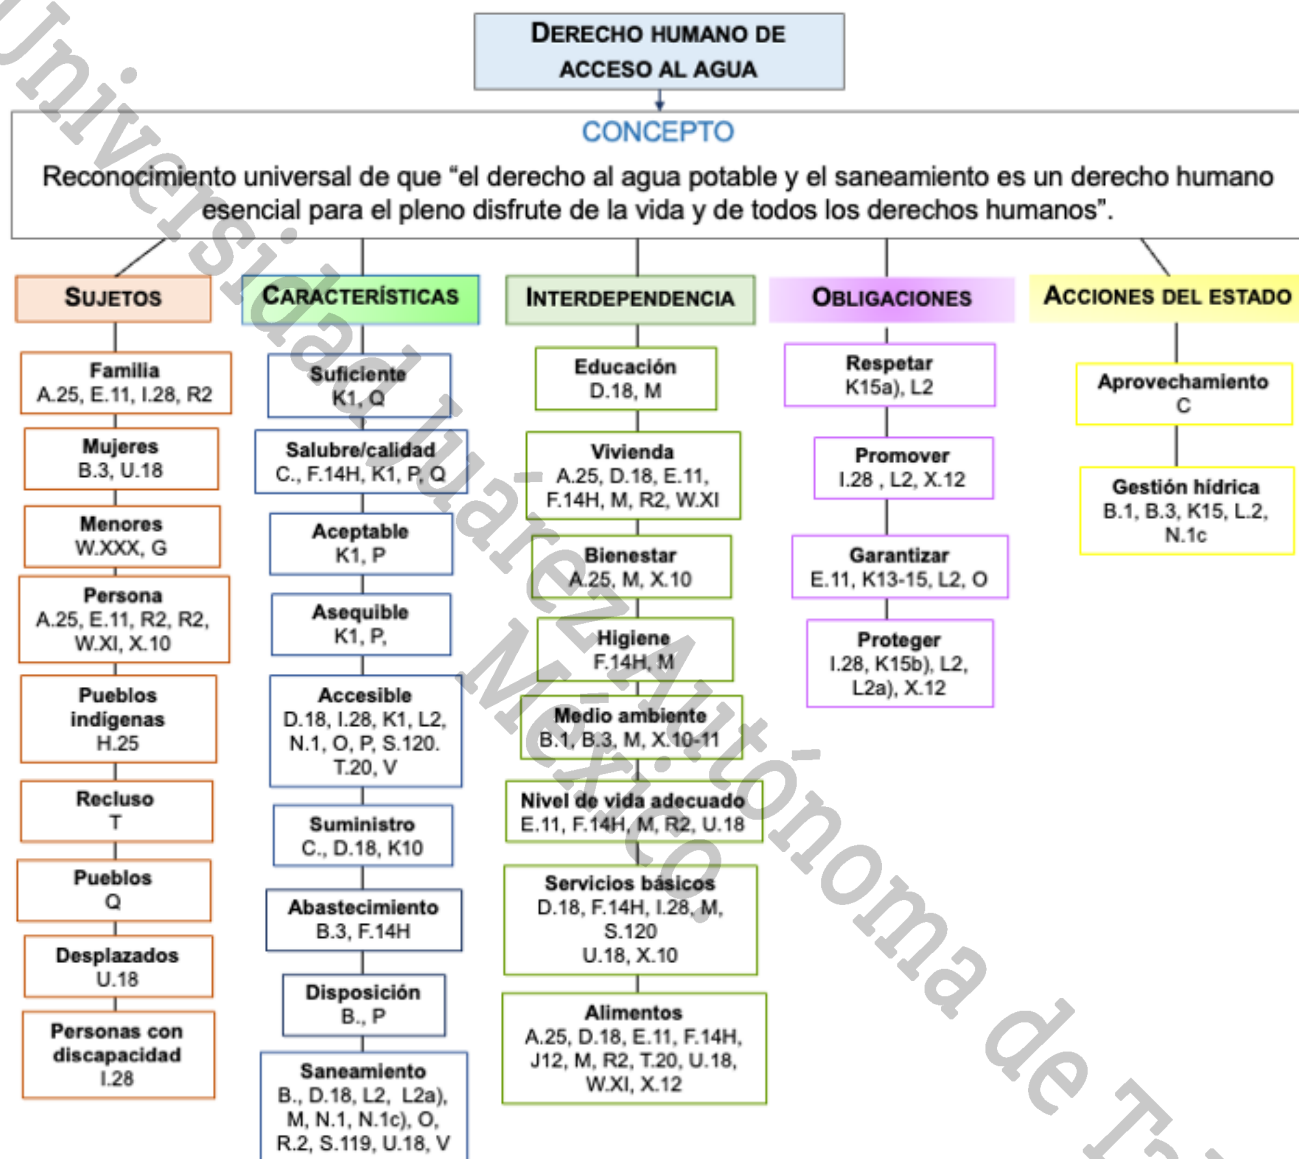 DERECHO HUMANO DE
ACCESO AL AGUA
CONCEPTO
Reconocimiento universal de que “el derecho al agua potable y el saneamiento es un derecho humano
esencial para el pleno disfrute de la vida y de todos los derechos humanos”.
SUJETOS
Familia
A.25, E.11, I.28, R2
Mujeres
B.3, U.18
Menores
W.XXX, G
Persona
A.25, E.11, R2, R2,
W.XI, X.10
Pueblos
indígenas
H.25
Recluso
T
Pueblos
Q
Desplazados
U.18
Personas con
discapacidad
I.28
CARACTERÍSTICAS
Suficiente
K1, Q
Salubre/calidad
C., F.14H, K1, P, Q
Aceptable
K1, P
Asequible
K1, P,
Accesible
D.18, I.28, K1, L2,
N.1, O, P, S.120.
T.20, V
Suministro
C., D.18, K10
Abastecimiento
B.3, F.14H
Disposición
B., P
Saneamiento
B., D.18, L2, L2a),
M, N.1, N.1c), O,
R.2, S.119, U.18, V
INTERDEPENDENCIA
Educación
D.18, M
Vivienda
A.25, D.18, E.11,
F.14H, M, R2, W.XI
Bienestar
A.25, M, X.10
Higiene
F.14H, M
Medio ambiente
B.1, B.3, M, X.10-11
Nivel de vida adecuado
E.11, F.14H, M, R2, U.18
Servicios básicos
D.18, F.14H, I.28, M,
S.120
U.18, X.10
Alimentos
A.25, D.18, E.11, F.14H,
J12, M, R2, T.20, U.18,
W.XI, X.12
OBLIGACIONES
Respetar
K15a), L2
Promover
I.28 , L2, X.12
Garantizar
E.11, K13-15, L2, O
Proteger
I.28, K15b), L2,
L2a), X.12
ACCIONES DEL ESTADO
Aprovechamiento
C
Gestión hídrica
B.1, B.3, K15, L.2,
N.1c
Universidad Juárez Autónoma de
México.